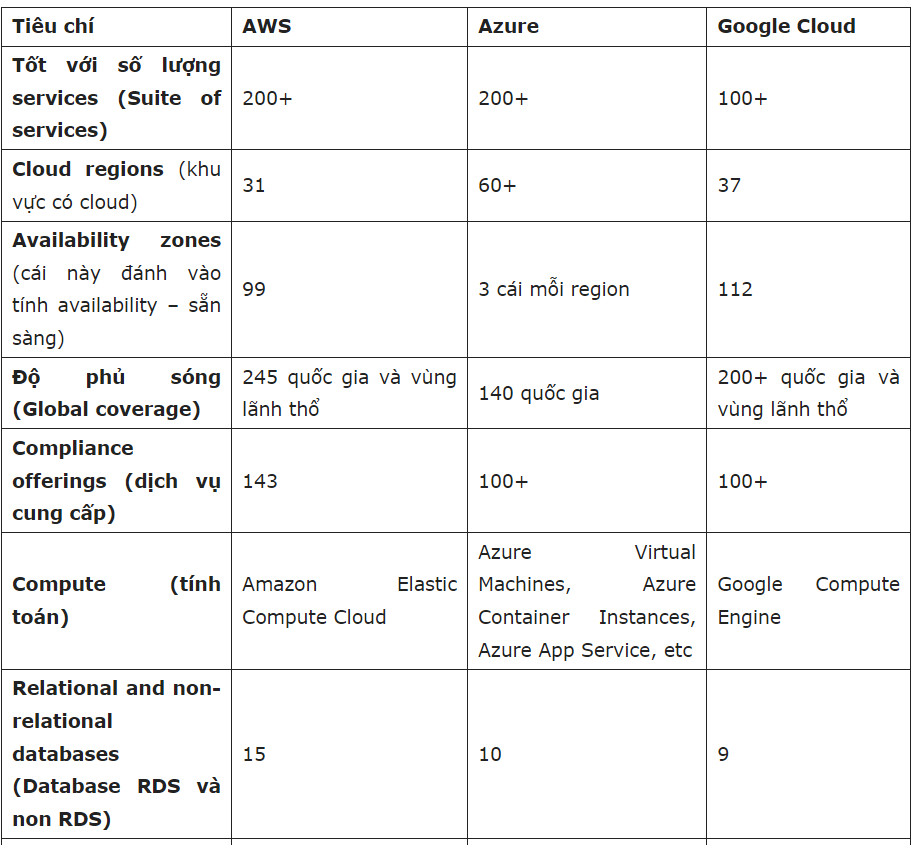 Tiêu chí
AWS
Azure
Google Cloud
Tốt với số lượng
services (Suite of
services)
200+
200+
100+
Cloud regions (khu
vực có cloud)
31
60+
37
Availability zones
(cái này đánh vào
tính availability – sẵn
sàng)
99
3 cái mỗi region
112
Độ phủ sóng
(Global coverage)
245 quốc gia và vùng
lãnh thổ
140 quốc gia
200+ quốc gia và
vùng lãnh thổ
Compliance
offerings (dịch vụ
cung cấp)
143
100+
100+
Compute (tính
toán)
Amazon Elastic
Compute Cloud
Azure Virtual
Machines, Azure
Container Instances,
Azure App Service, etc
Google Compute
Engine
Relational and non-
relational
databases
(Database RDS và
non RDS)
15
10
9